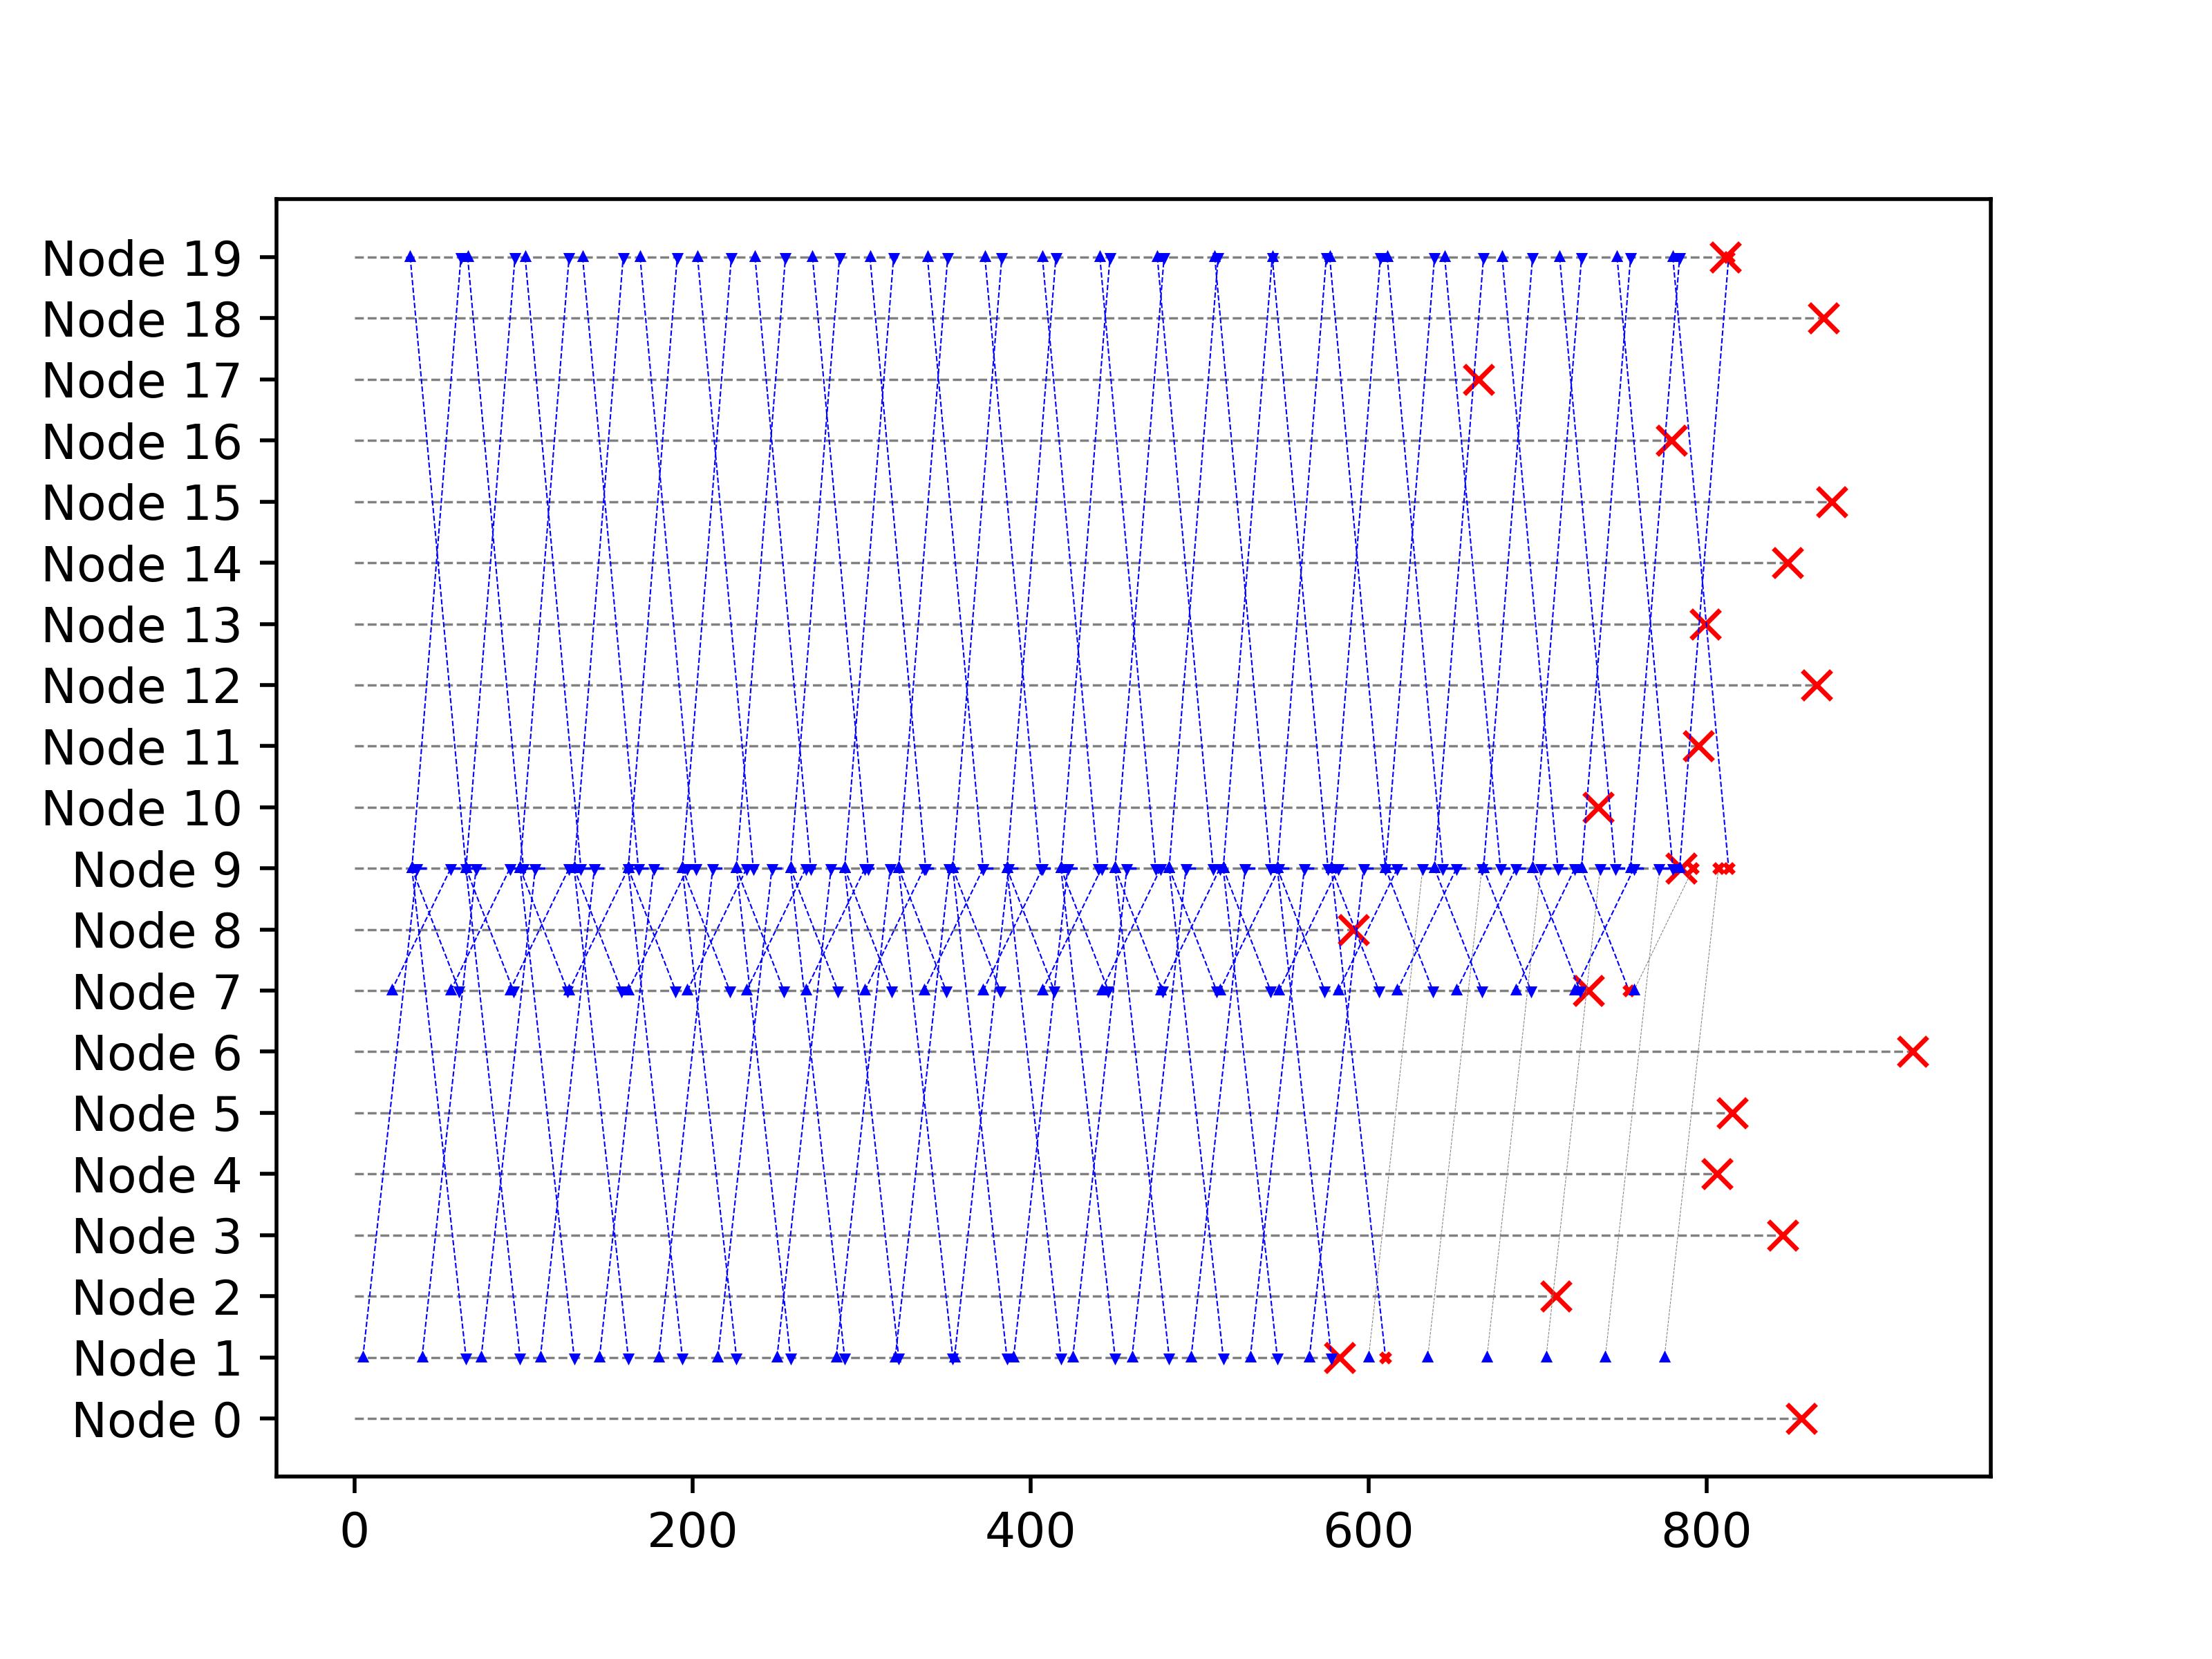 Node 19
Node 18
Node 17
Node 16
Node 15
Node 14
Node 13
Node 12
Node 11
Node 10
Node 9
Node 8
Node 7
Node 6
Node 5
Node 4
Node 3
Node 2
Node 1
Node 0
0 200 400 600 800